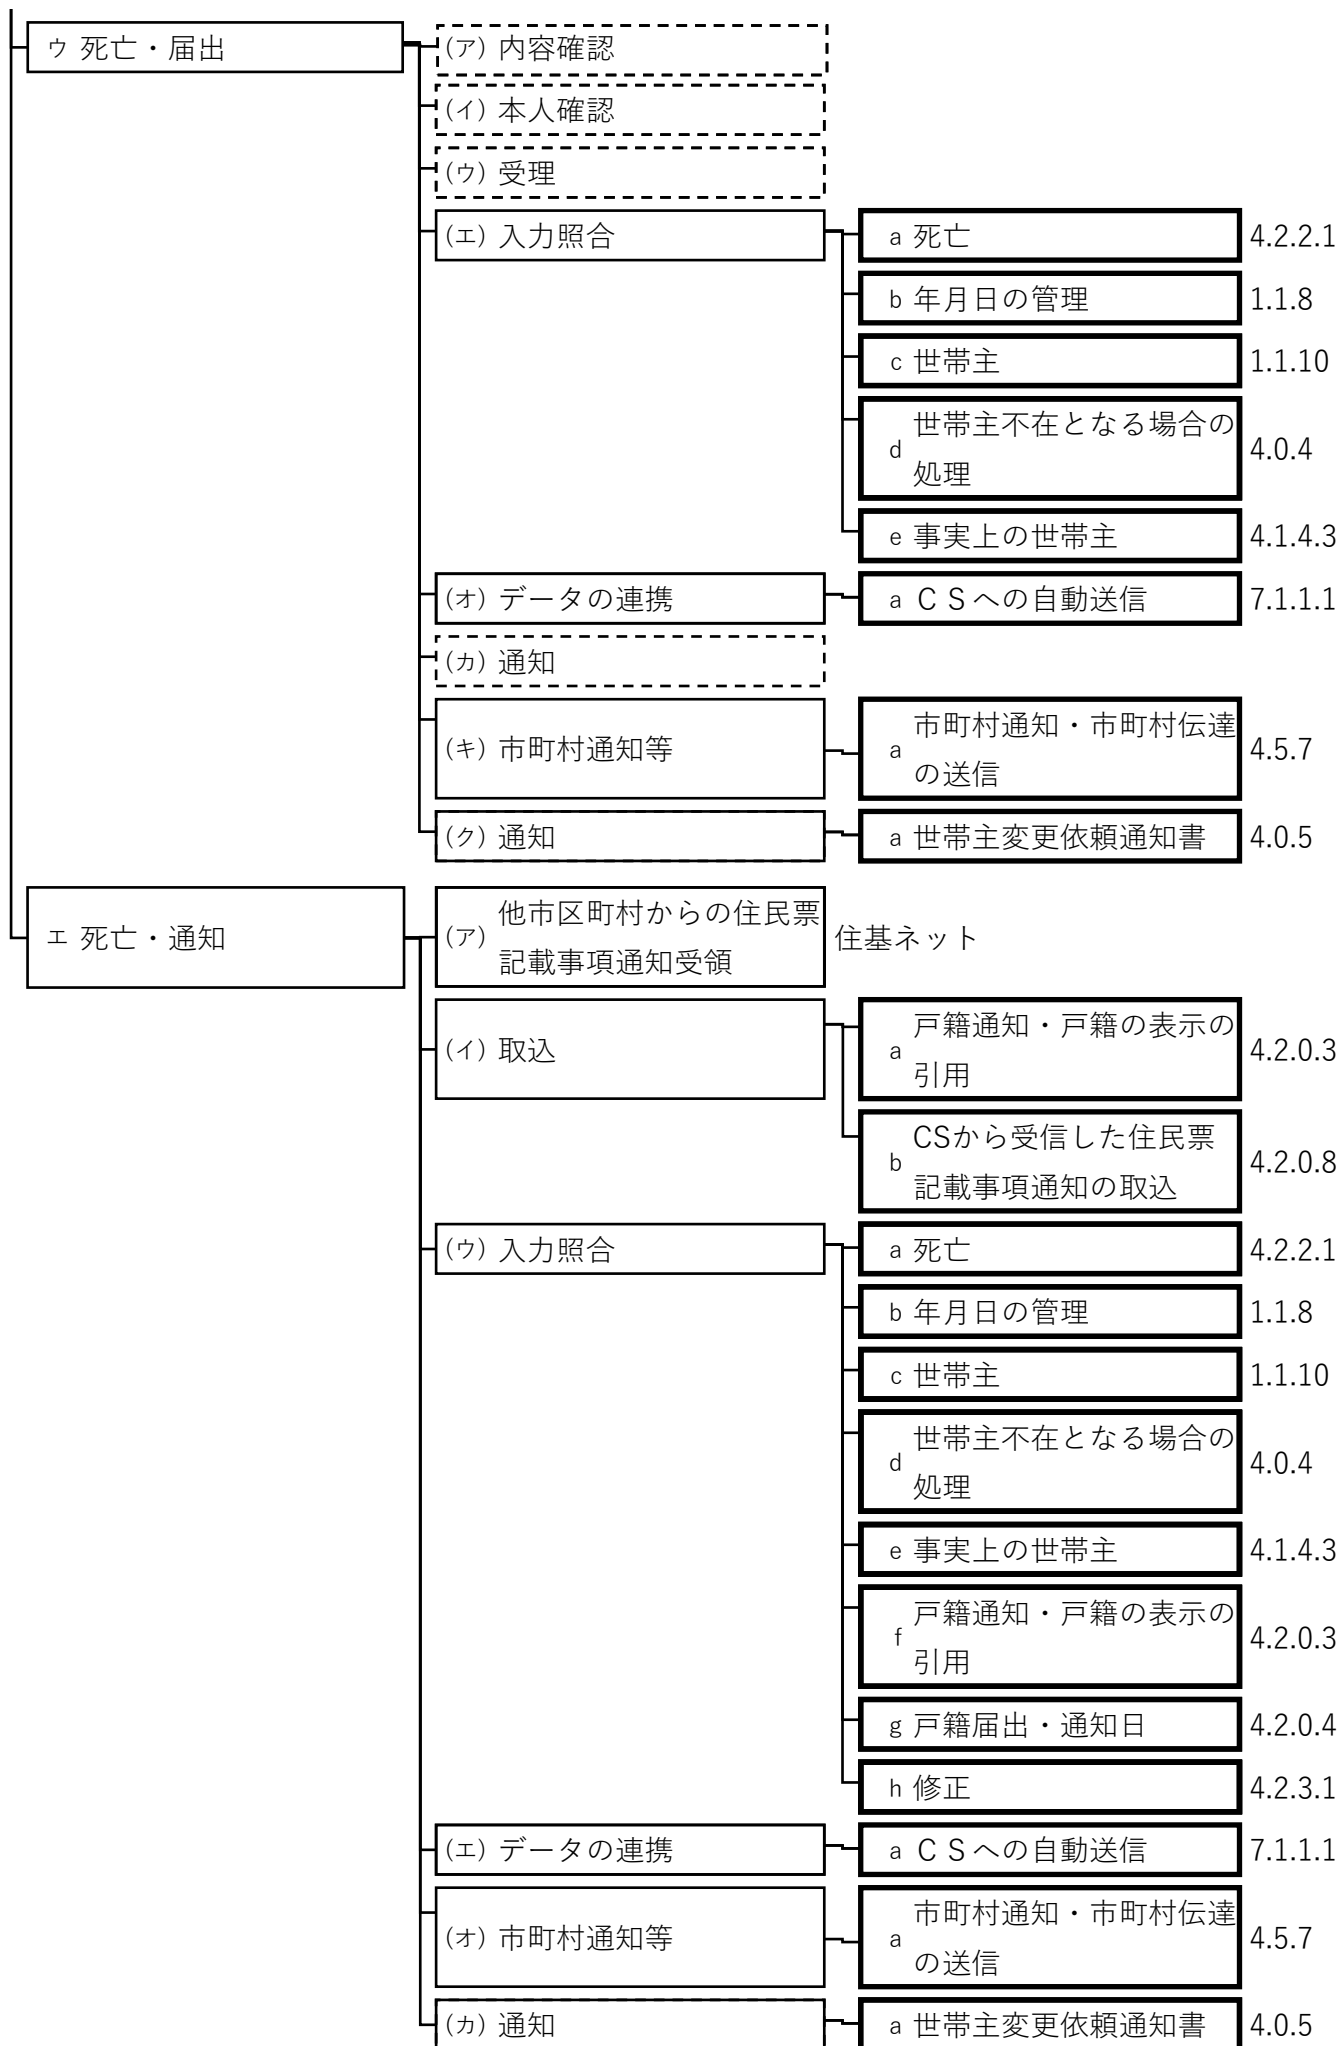 ウ 死亡・届出
(ア) 内容確認
(イ) 本人確認
(ウ) 受理
(エ) 入力照合
a 死亡 4.2.2.1
b 年月日の管理 1.1.8
c 世帯主 1.1.10
d 世帯主不在となる場合の
処理 4.0.4
e 事実上の世帯主 4.1.4.3
(オ) データの連携
a ＣＳへの自動送信 7.1.1.1
(カ) 通知
(キ) 市町村通知等
a 市町村通知・市町村伝達
の送信 4.5.7
(ク) 通知
a 世帯主変更依頼通知書 4.0.5
エ 死亡・通知
(ア) 他市区町村からの住民票
記載事項通知受領
住基ネット
(イ) 取込
a 戸籍通知・戸籍の表示の
引用 4.2.0.3
b CSから受信した住民票
記載事項通知の取込 4.2.0.8
(ウ) 入力照合
a 死亡 4.2.2.1
b 年月日の管理 1.1.8
c 世帯主 1.1.10
d 世帯主不在となる場合の
処理 4.0.4
e 事実上の世帯主 4.1.4.3
f 戸籍通知・戸籍の表示の
引用 4.2.0.3
g 戸籍届出・通知日 4.2.0.4
h 修正 4.2.3.1
(エ) データの連携
a ＣＳへの自動送信 7.1.1.1
(オ) 市町村通知等
a 市町村通知・市町村伝達
の送信 4.5.7
(カ) 通知
a 世帯主変更依頼通知書 4.0.5